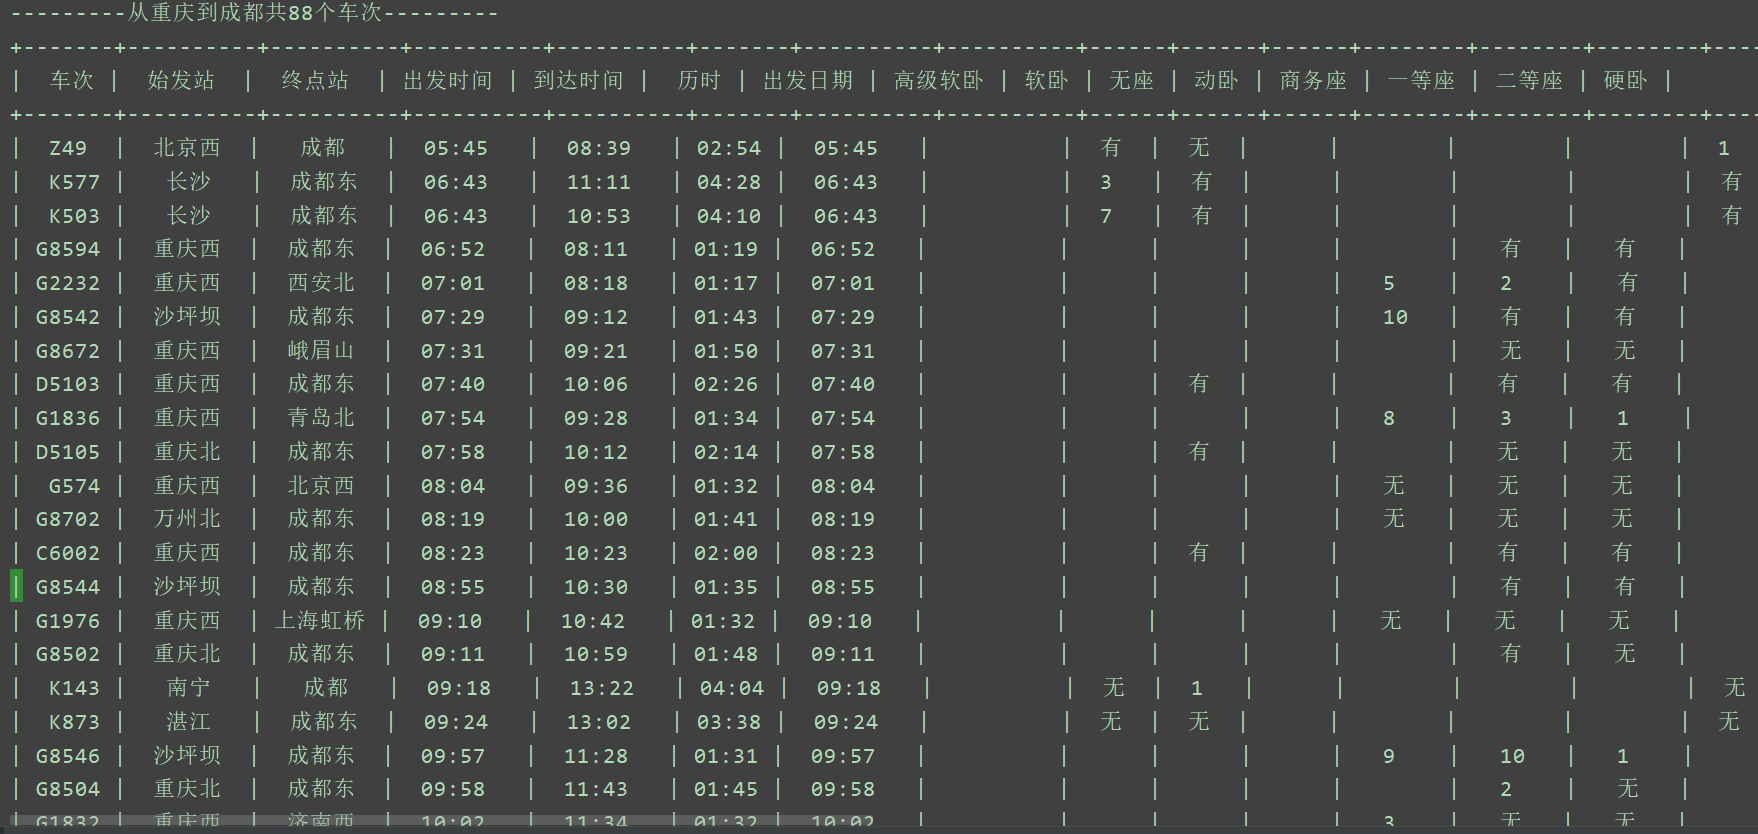 ---------从重庆到成都共88个车次---------
+-------+----------+----------+----------+----------+-------+----------+----------+------+------+-------+--------+--------+--------+----
| 车次 | 始发站 | 终点站 | 出发时间 | 到达时间 | 历时 | 出发日期 | 高级软卧 | 软卧 | 无座 | 动卧 | 商务座 | 一等座 | 二等座 | 硬卧 |
+-------+----------+----------+----------+----------+-------+----------+----------+------+------+-------+--------+--------+--------+----
| Z49 | 北京西 | 成都 | 05:45 | 08:39 | 02:54 | 05:45 | | 有 | 无 | | | | | 1
| K577 | 长沙 | 成都东 | 06:43 | 11:11 | 04:28 | 06:43 | | 3 | 有 | | | | | 有
| K503 | 长沙 | 成都东 | 06:43 | 10:53 | 04:10 | 06:43 | | 7 | 有 | | | | | 有
| G8594 | 重庆西 | 成都东 | 06:52 | 08:11 | 01:19 | 06:52 | | | | | | 有 | 有 |
| G2232 | 重庆西 | 西安北 | 07:01 | 08:18 | 01:17 | 07:01 | | | | | 5 | 2 | 有 |
| G8542 | 沙坪坝 | 成都东 | 07:29 | 09:12 | 01:43 | 07:29 | | | | | 10 | 有 | 有 |
| G8672 | 重庆西 | 峨眉山 | 07:31 | 09:21 | 01:50 | 07:31 | | | | | | 无 | 无 |
| D5103 | 重庆西 | 成都东 | 07:40 | 10:06 | 02:26 | 07:40 | | | 有 | | | 有 | 有 |
| G1836 | 重庆西 | 青岛北 | 07:54 | 09:28 | 01:34 | 07:54 | | | | | 8 | 3 | 1 |
| D5105 | 重庆北 | 成都东 | 07:58 | 10:12 | 02:14 | 07:58 | | | 有 | | | 无 | 无 |
| G574 | 重庆西 | 北京西 | 08:04 | 09:36 | 01:32 | 08:04 | | | | | 无 | 无 | 无 |
| G8702 | 万州北 | 成都东 | 08:19 | 10:00 | 01:41 | 08:19 | | | | | 无 | 无 | 无 |
| C6002 | 重庆西 | 成都东 | 08:23 | 10:23 | 02:00 | 08:23 | | | 有 | | | 有 | 有 |
| G8544 | 沙坪坝 | 成都东 | 08:55 | 10:30 | 01:35 | 08:55 | | | | | | 有 | 有 |
| G1976 | 重庆西 | 上海虹桥 | 09:10 | 10:42 | 01:32 | 09:10 | | | | | 无 | 无 | 无 |
| G8502 | 重庆北 | 成都东 | 09:11 | 10:59 | 01:48 | 09:11 | | | | | | 有 | 无 |
| K143 | 南宁 | 成都 | 09:18 | 13:22 | 04:04 | 09:18 | | 无 | 1 | | | | | 无
| K873 | 湛江 | 成都东 | 09:24 | 13:02 | 03:38 | 09:24 | | 无 | 无 | | | | | 无
| G8546 | 沙坪坝 | 成都东 | 09:57 | 11:28 | 01:31 | 09:57 | | | | | 9 | 10 | 1 |
| G8504 | 重庆北 | 成都东 | 09:58 | 11:43 | 01:45 | 09:58 | | | | | | 2 | 无 |
| G1832 | 重庆西 | 济南西 | 10:02 | 11:34 | 01:32 | 10:02 | | | | | 3 | 无 | 无 |